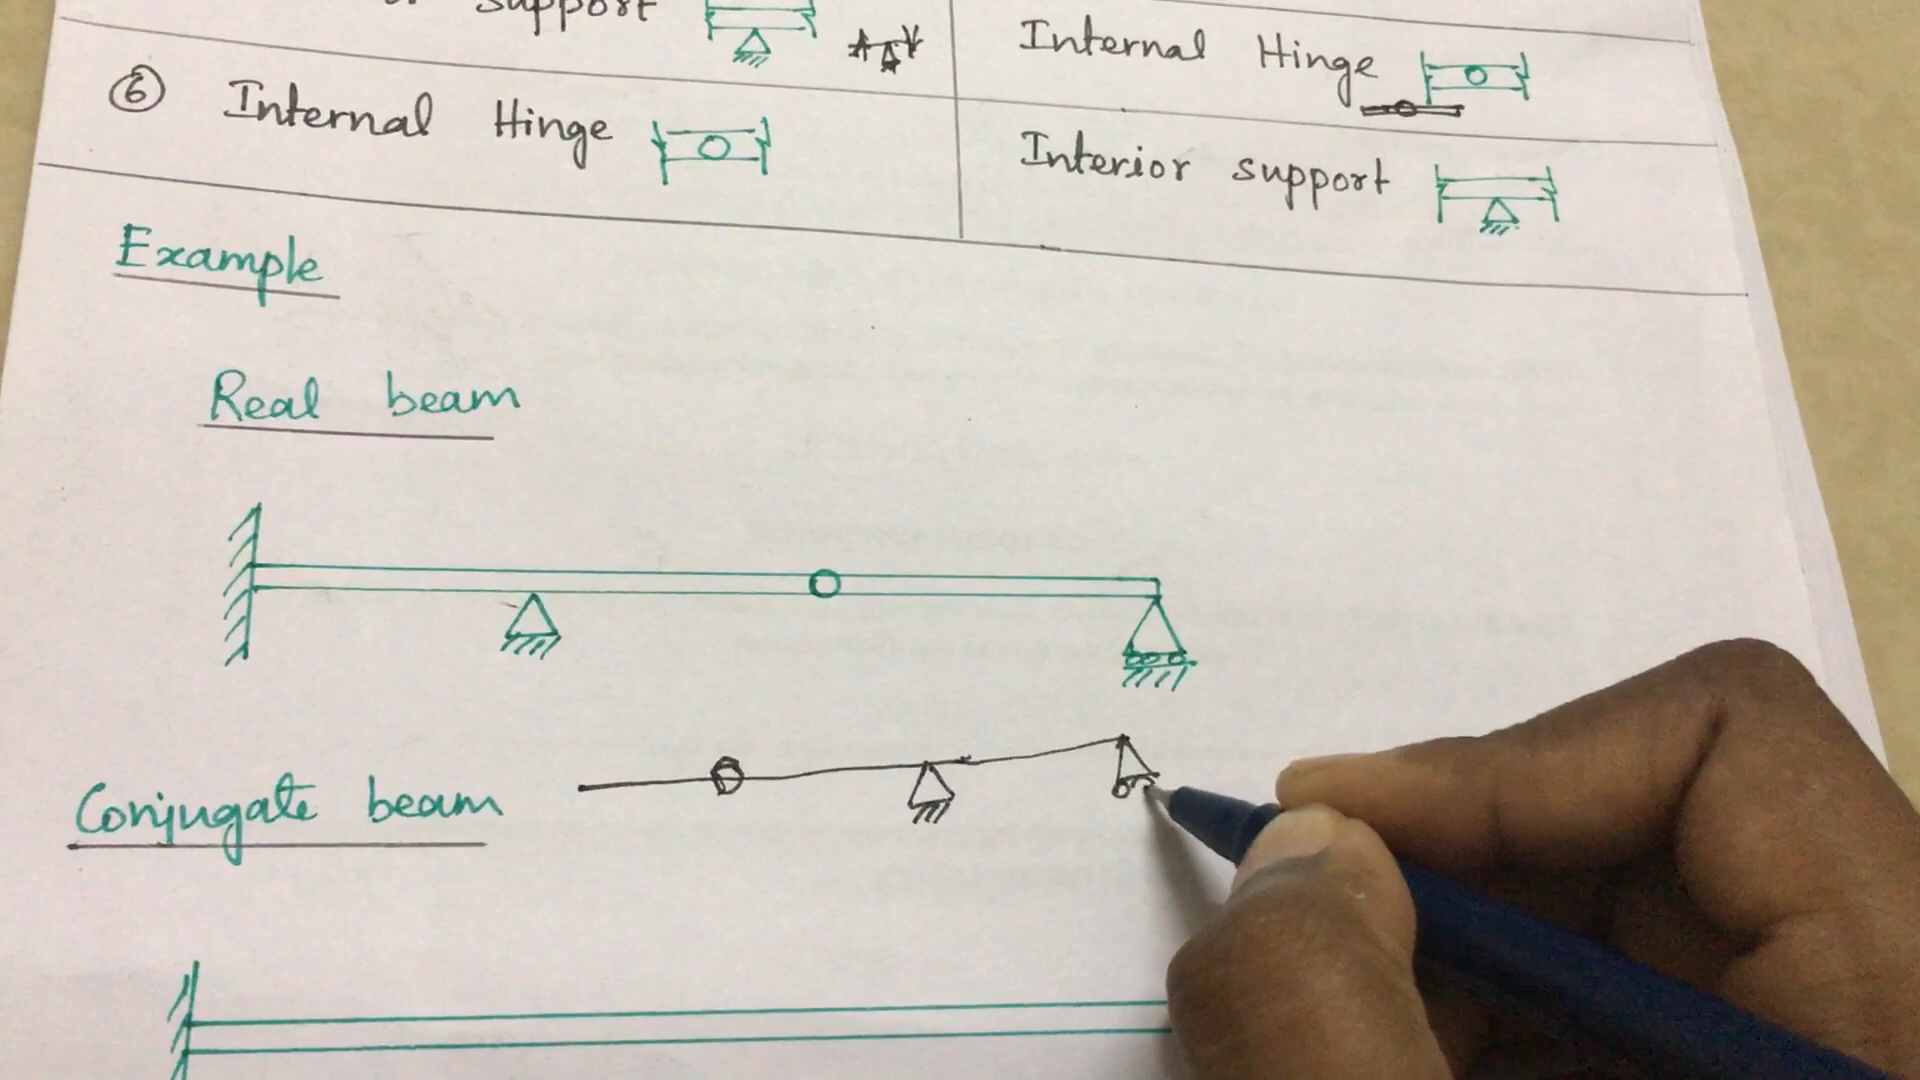 support
Internal Hinge
6 Internal Hinge
Interior support
Example
Real beam
Conjugate beam